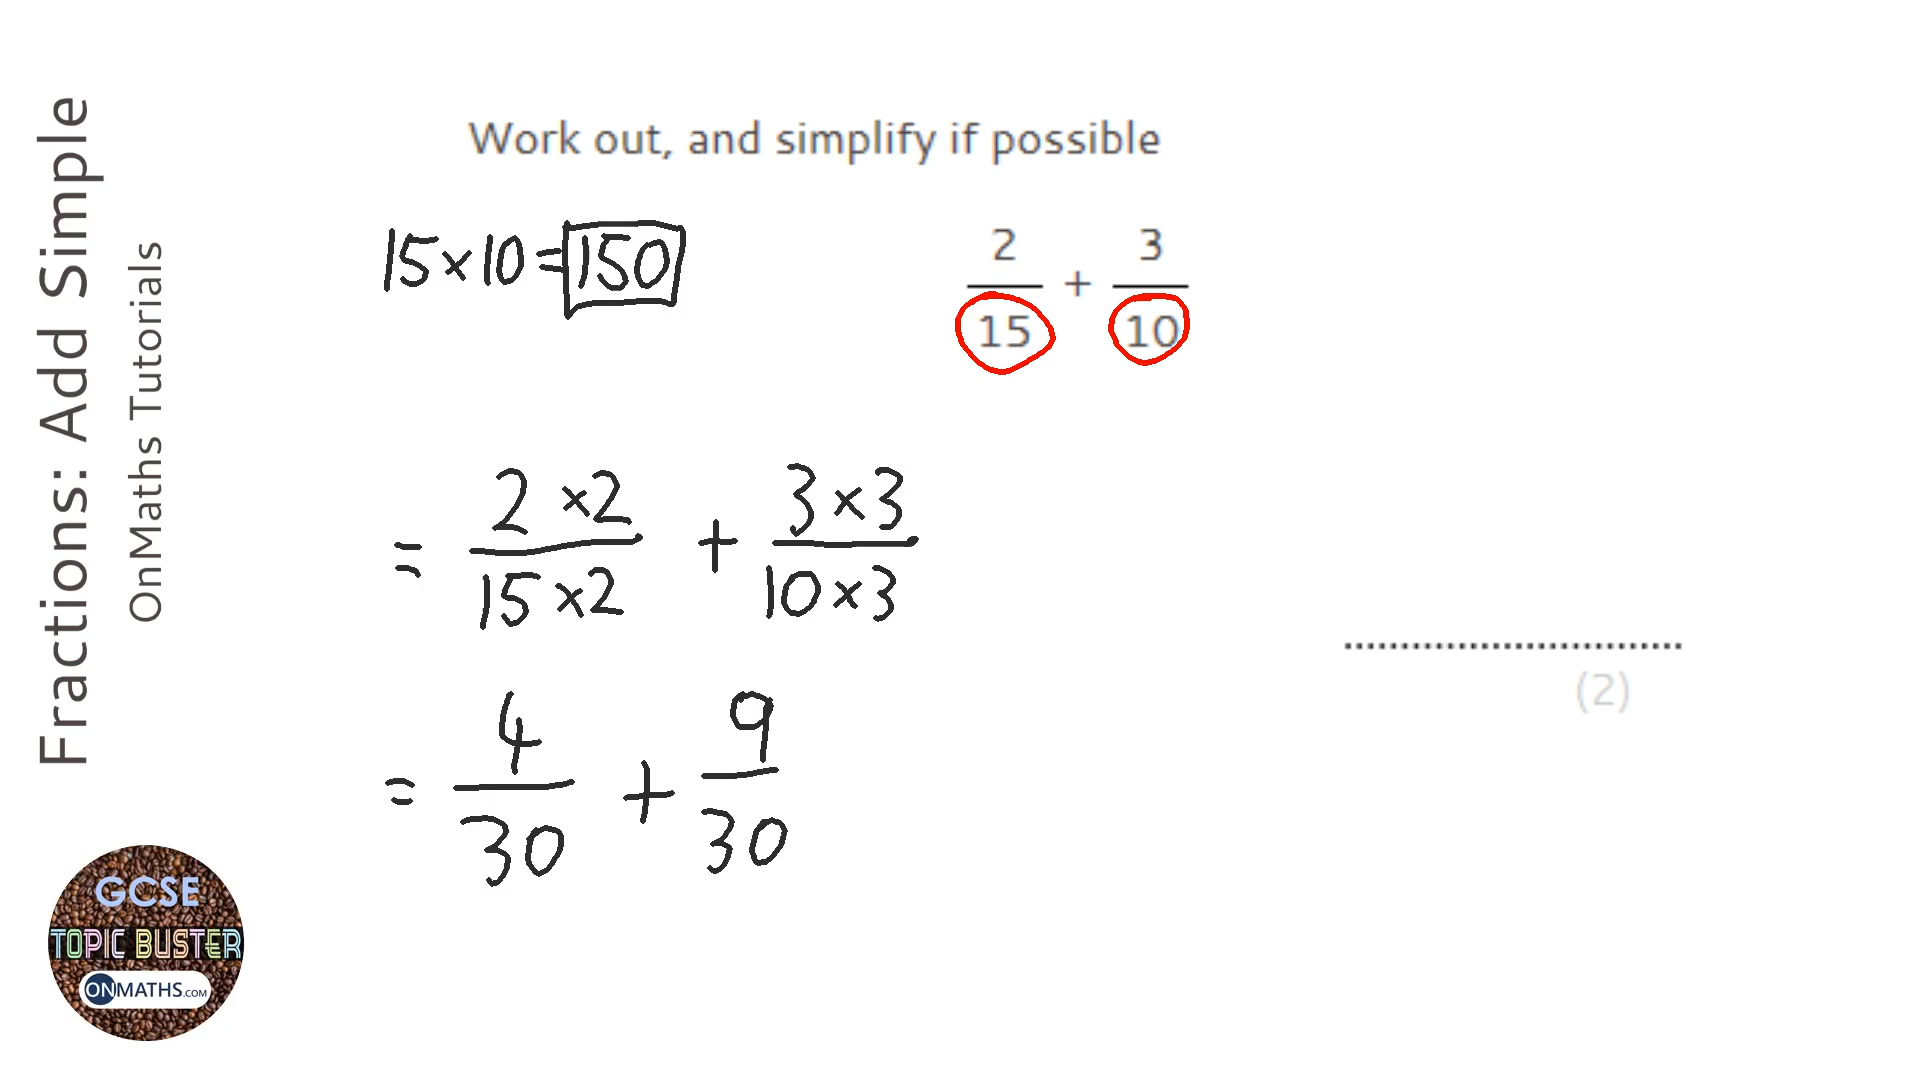 Fractions: Add Simple
OnMaths Tutorials
Work out, and simplify if possible
15×10=150
2/15 + 3/10
= 2×2/15×2 + 3×3/10×3
= 4/30 + 9/30
(2)
GCSE
TOPIC BUSTER
ONMATHS.COM